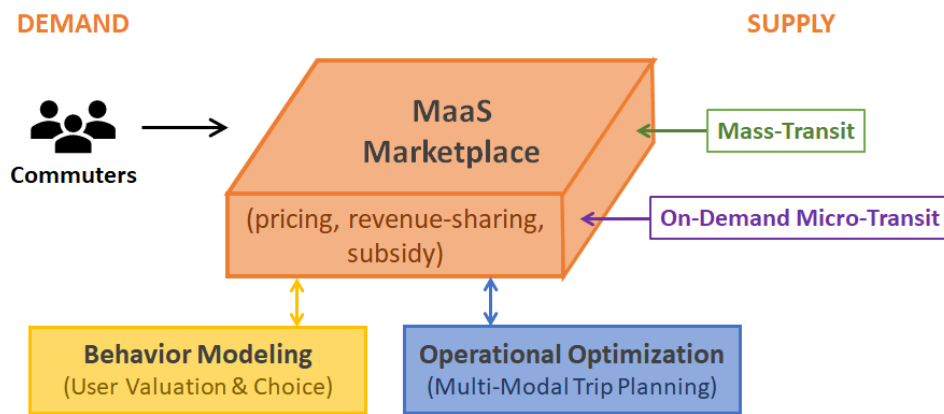 DEMAND
SUPPLY
MaaS
Marketplace
Mass-Transit
Commuters
(pricing, revenue-sharing,
subsidy)
On-Demand Micro-Transit
Behavior Modeling
(User Valuation & Choice)
Operational Optimization
(Multi-Modal Trip Planning)